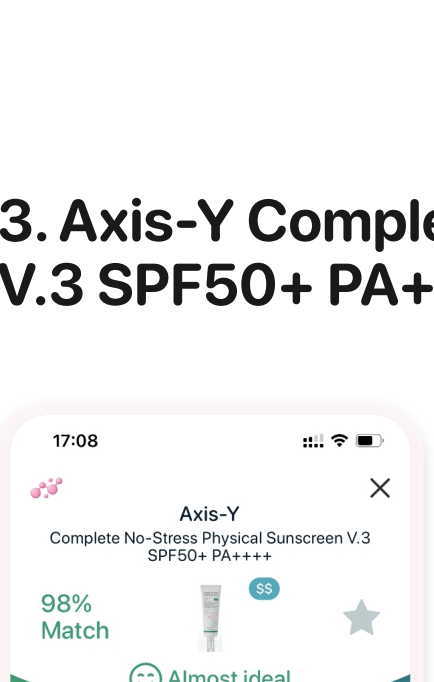 3. Axis-Y Comple
V.3 SPF50+ PA+
17:08
Axis-Y
Complete No-Stress Physical Sunscreen V.3
SPF50+ PA++++
$$
98%
Match
Almost ideal